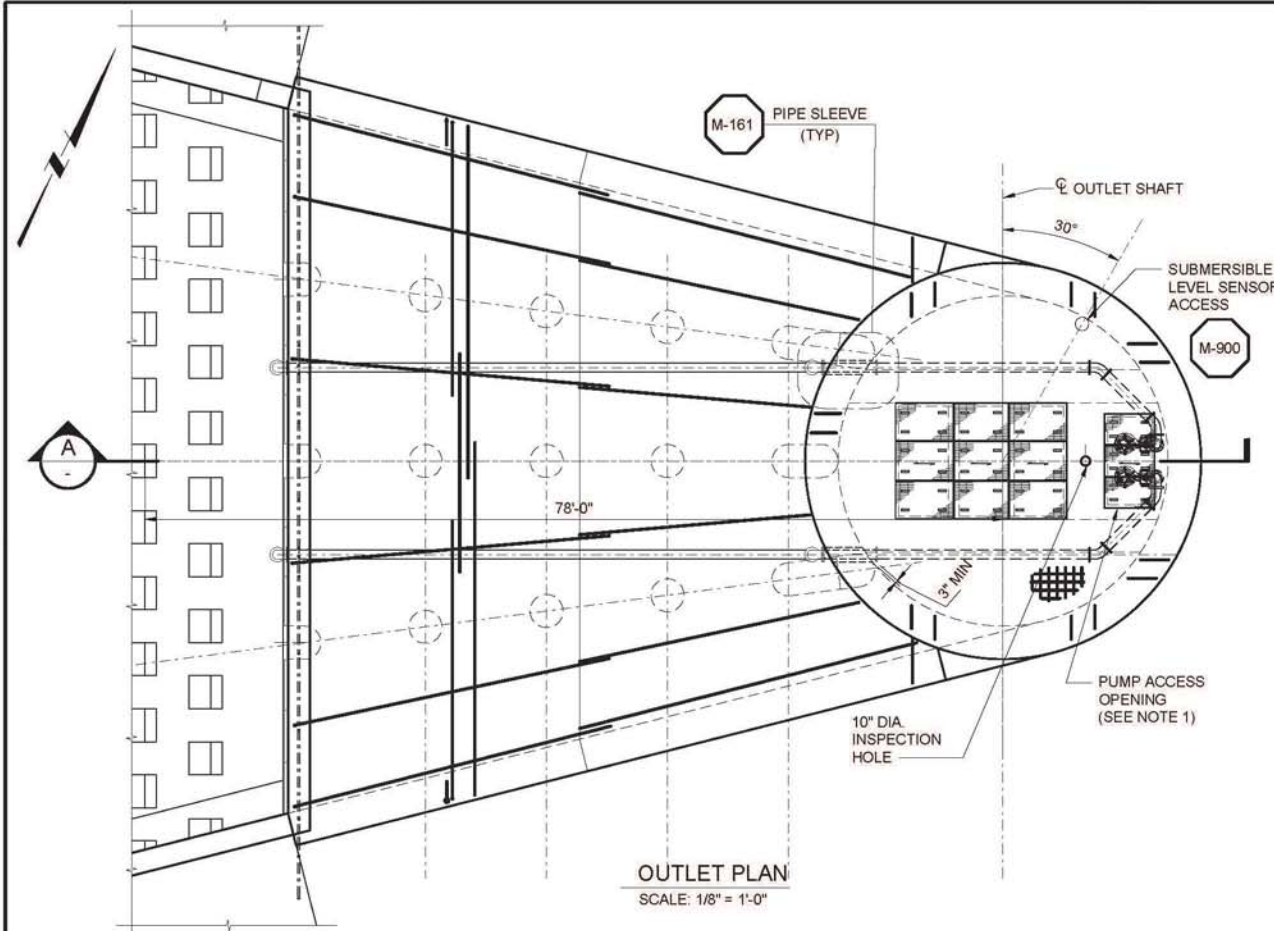 M-161
PIPE SLEEVE
(TYP)
℄ OUTLET SHAFT
30°
SUBMERSIBLE
LEVEL SENSOR
ACCESS
M-900
A
-
78'-0"
3" MIN
PUMP ACCESS
OPENING
(SEE NOTE 1)
10" DIA.
INSPECTION
HOLE
OUTLET PLAN
SCALE: 1/8" = 1'-0"